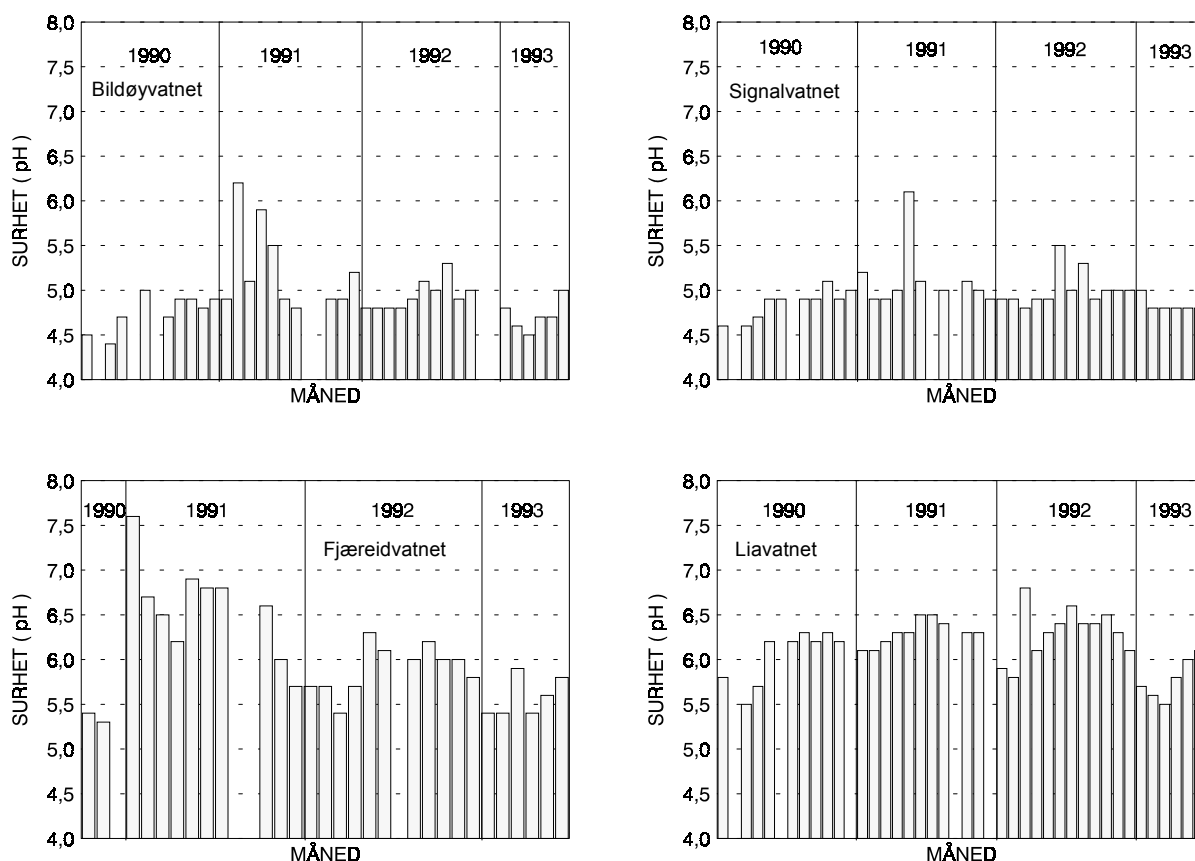 8,0
7,5
7,0
6,5
6,0
5,5
5,0
4,5
4,0
SURHET ( pH )
1990 1991 1992 1993
Bildøyvatnet
MÅNED
8,0
7,5
7,0
6,5
6,0
5,5
5,0
4,5
4,0
SURHET ( pH )
1990 1991 1992 1993
Signalvatnet
MÅNED
8,0
7,5
7,0
6,5
6,0
5,5
5,0
4,5
4,0
SURHET ( pH )
1990 1991 1992 1993
Fjæreidvatnet
MÅNED
8,0
7,5
7,0
6,5
6,0
5,5
5,0
4,5
4,0
SURHET ( pH )
1990 1991 1992 1993
Liavatnet
MÅNED